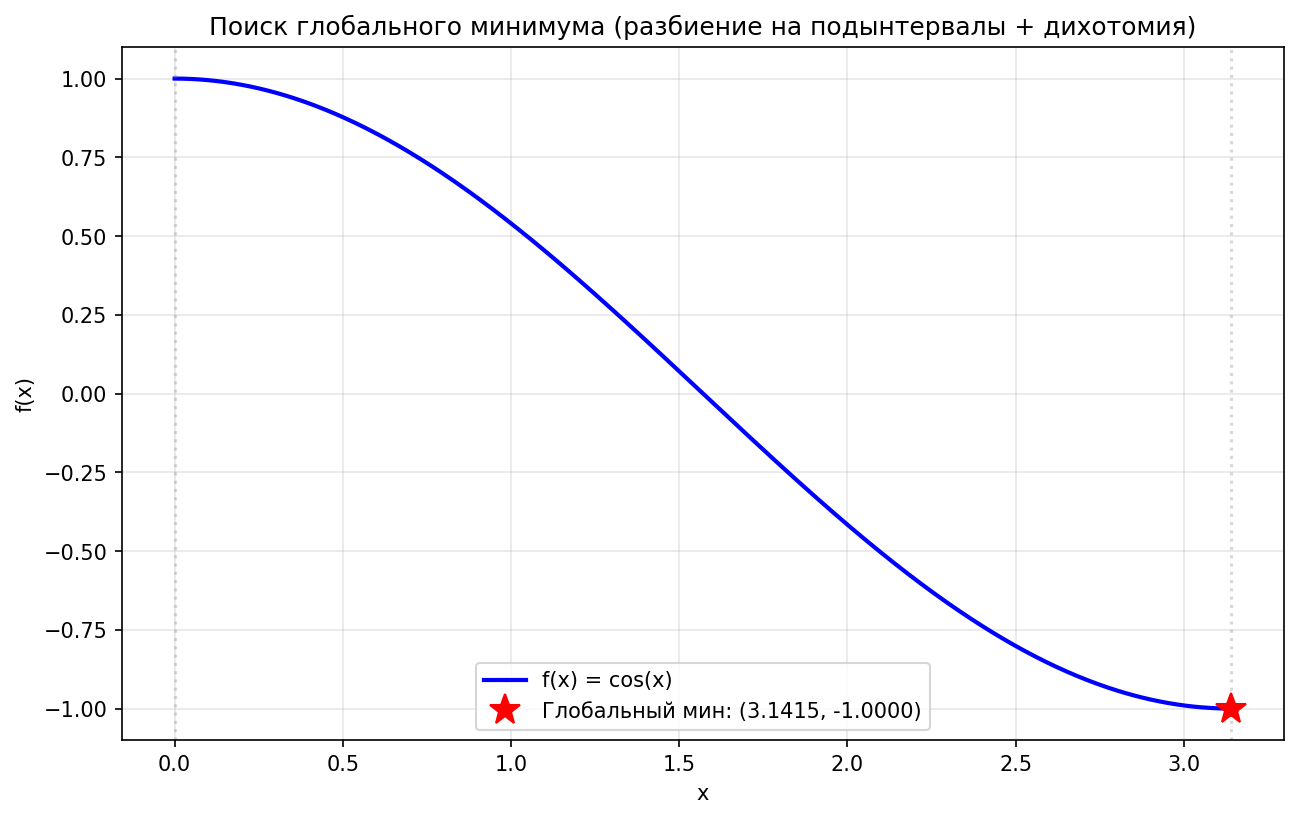 Поиск глобального минимума (разбиение на подынтервалы + дихотомия)
1.00
0.75
0.50
0.25
0.00
−0.25
−0.50
−0.75
−1.00
f(x)
f(x) = cos(x)
Глобальный мин: (3.1415, -1.0000)
0.0 0.5 1.0 1.5 2.0 2.5 3.0
x